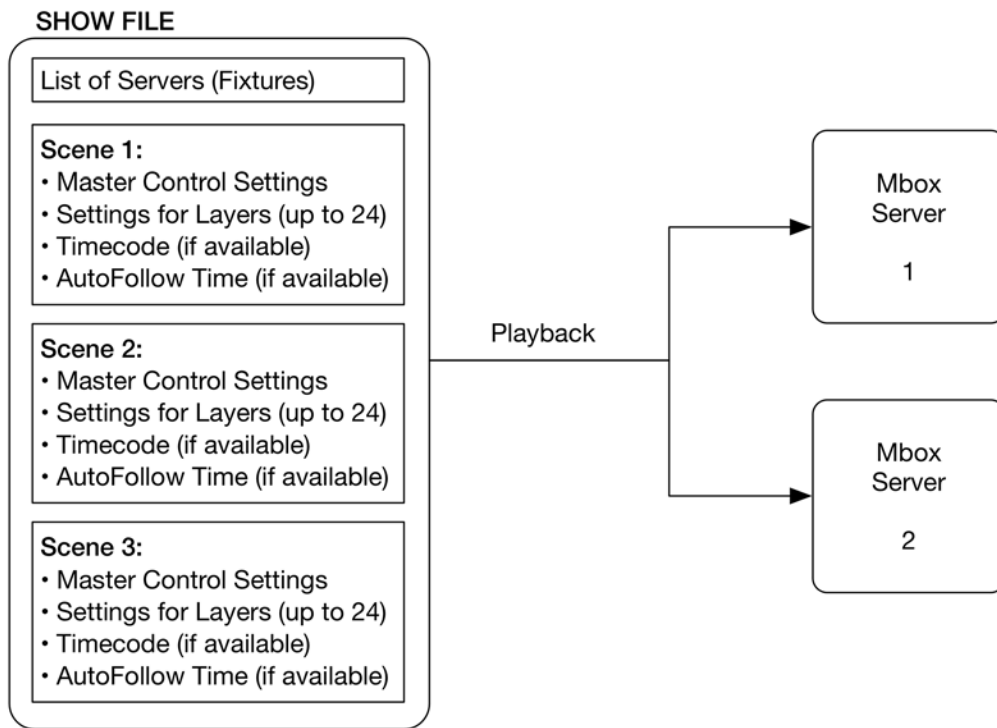 SHOW FILE
List of Servers (Fixtures)
Scene 1:
• Master Control Settings
• Settings for Layers (up to 24)
• Timecode (if available)
• AutoFollow Time (if available)
Scene 2:
• Master Control Settings
• Settings for Layers (up to 24)
• Timecode (if available)
• AutoFollow Time (if available)
Scene 3:
• Master Control Settings
• Settings for Layers (up to 24)
• Timecode (if available)
• AutoFollow Time (if available)
Playback
Mbox
Server
1
Mbox
Server
2